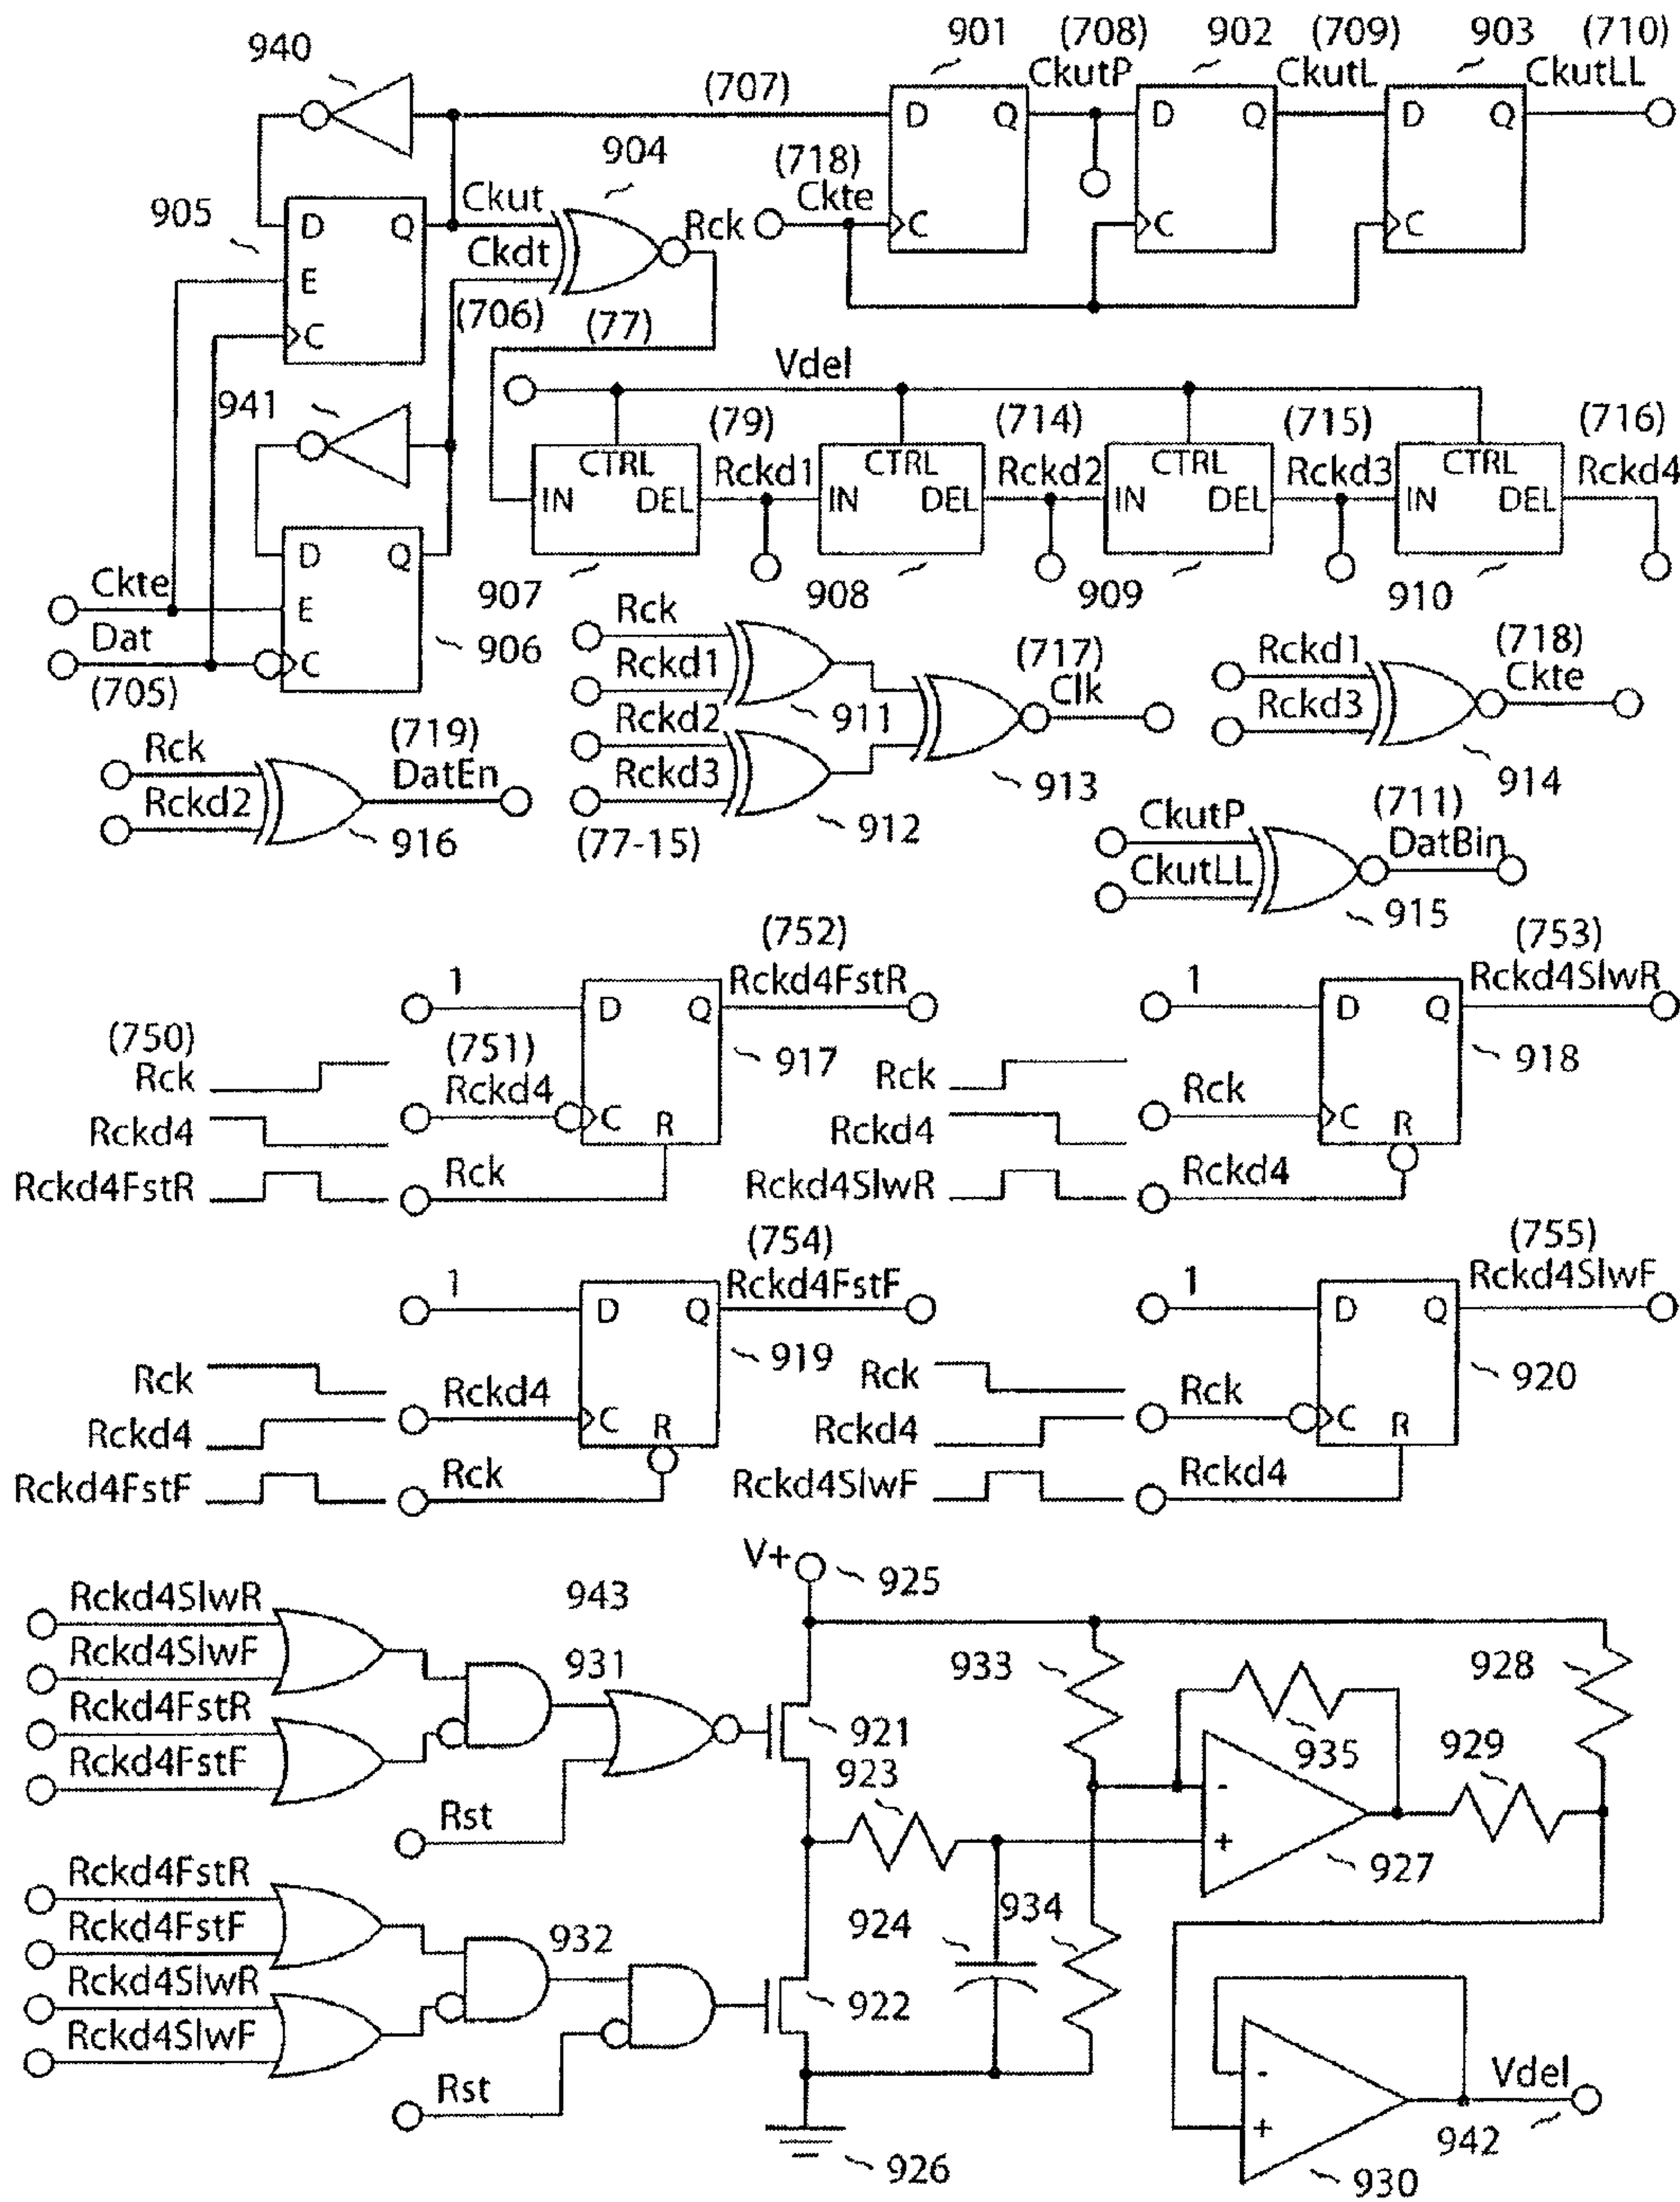 940
901 (708) 902 (709) 903 (710)
CkutP CkutL CkutLL
(707)
D Q D Q D Q
904 (718)
Ckte
905 Ckut Rck
D Q Ckdt C C C
E
(706) (77)
C
Vdel
941 (79) (714) (715) (716)
CTRL Rckd1 CTRL Rckd2 CTRL Rckd3 CTRL Rckd4
IN DEL IN DEL IN DEL IN DEL
D Q
Ckte 907 908 909 910
E
Dat 906 Rck (717) (718)
C Rckd1 Clk Rckd1 Ckte
(705) Rckd2 911 Rckd3
Rck (719) Rckd3 913 914
Rckd2 DatEn 912
916 (77-15) CkutP (711)
CkutLL DatBin
915
(752) (753)
1 Rckd4FstR 1 Rckd4SlwR
D Q D Q
(750) (751) 917 918
Rck Rckd4 Rck Rck
Rckd4 C R Rckd4 C R
Rckd4FstR Rck Rckd4SlwR Rckd4
(754) (755)
1 Rckd4FstF 1 Rckd4SlwF
D Q D Q
919 920
Rck Rckd4 Rck Rck
Rckd4 C R Rckd4 C R
Rckd4FstF Rck Rckd4SlwF Rckd4
V+ 925
Rckd4SlwR 943
Rckd4SlwF 931 933 928
Rckd4FstR 921 935 929
Rckd4FstF 923 -
Rst + 927
Rckd4FstR
Rckd4FstF 932 924 934
Rckd4SlwR 922
Rckd4SlwF
- Vdel
Rst + 942
926 930